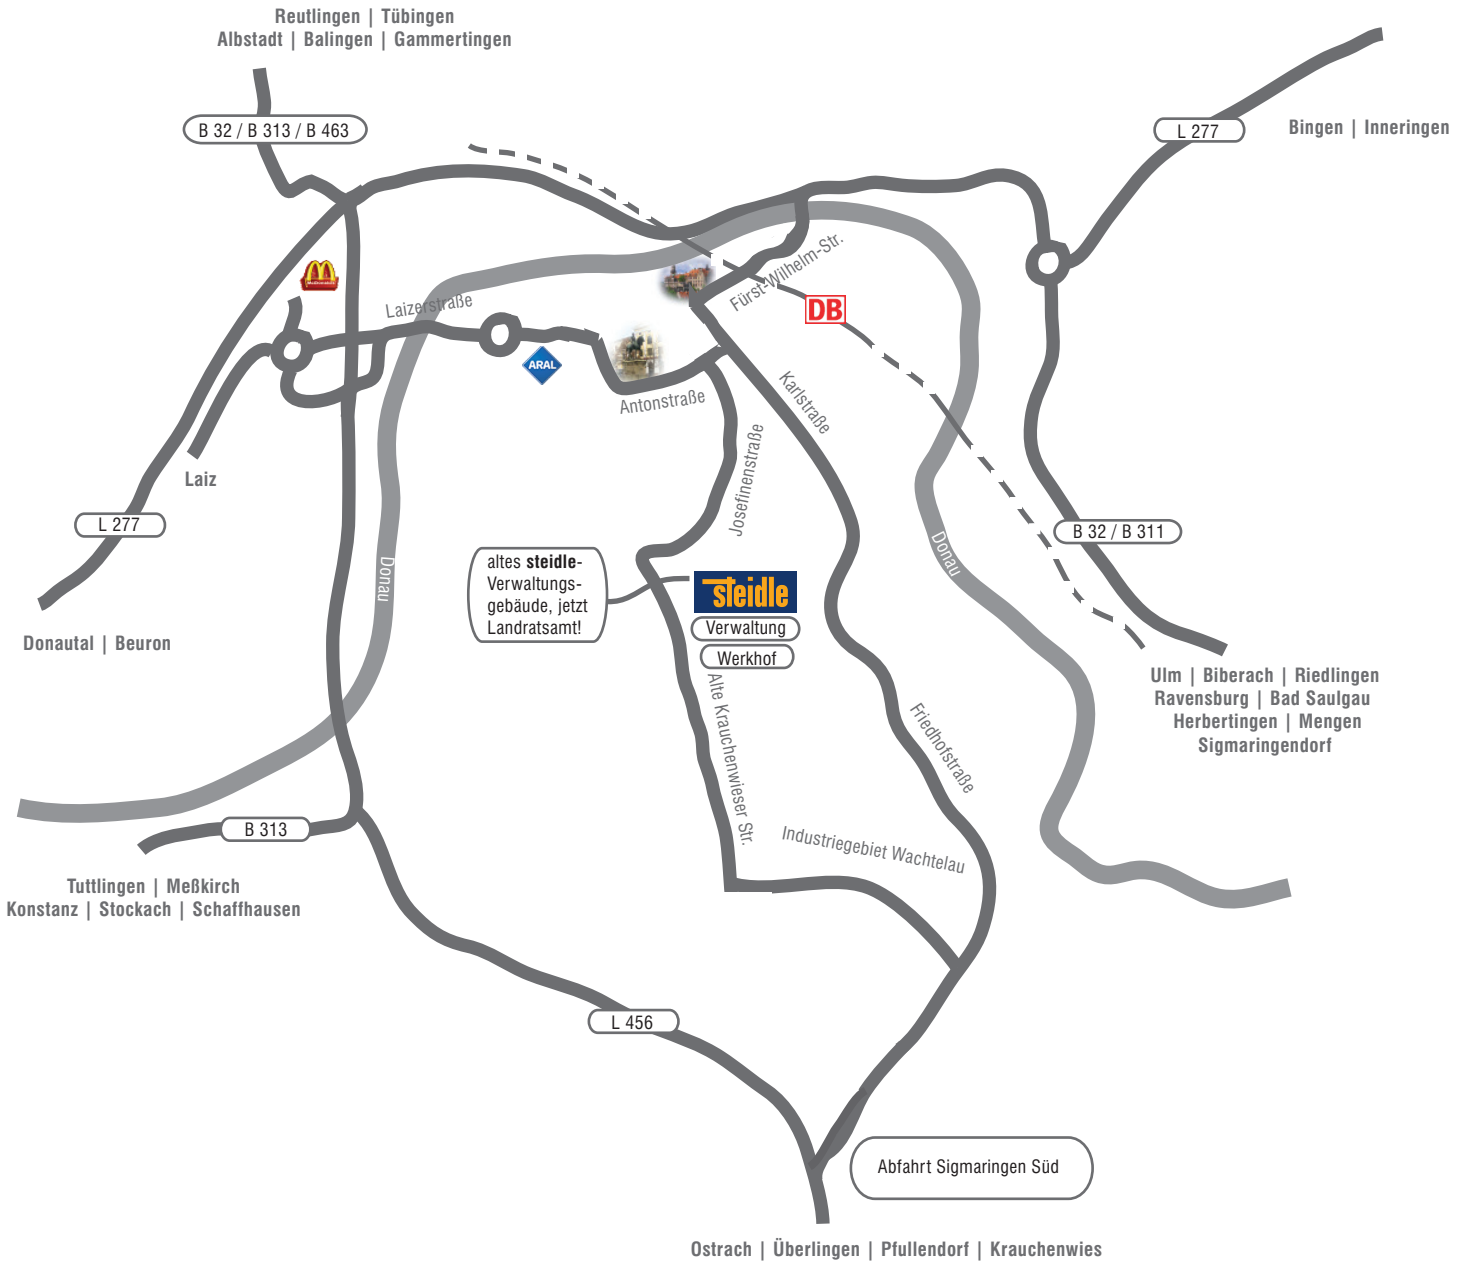 Reutlingen | Tübingen
Albstadt | Balingen | Gammertingen
B 32 / B 313 / B 463
L 277
Bingen | Inneringen
McDonald's
Laizerstraße
Fürst-Wilhelm-Str.
DB
ARAL
Antonstraße
Karlstraße
Laiz
Josefinenstraße
L 277
B 32 / B 311
Donau
Donau
altes steidle-
Verwaltungs-
gebäude, jetzt
Landratsamt!
steidle
Verwaltung
Werkhof
Donautal | Beuron
Ulm | Biberach | Riedlingen
Ravensburg | Bad Saulgau
Herbertingen | Mengen
Sigmaringendorf
Alte Krauchenwieser Str.
Friedhofstraße
B 313
Industriegebiet Wachtelau
Tuttlingen | Meßkirch
Konstanz | Stockach | Schaffhausen
L 456
Abfahrt Sigmaringen Süd
Ostrach | Überlingen | Pfullendorf | Krauchenwies